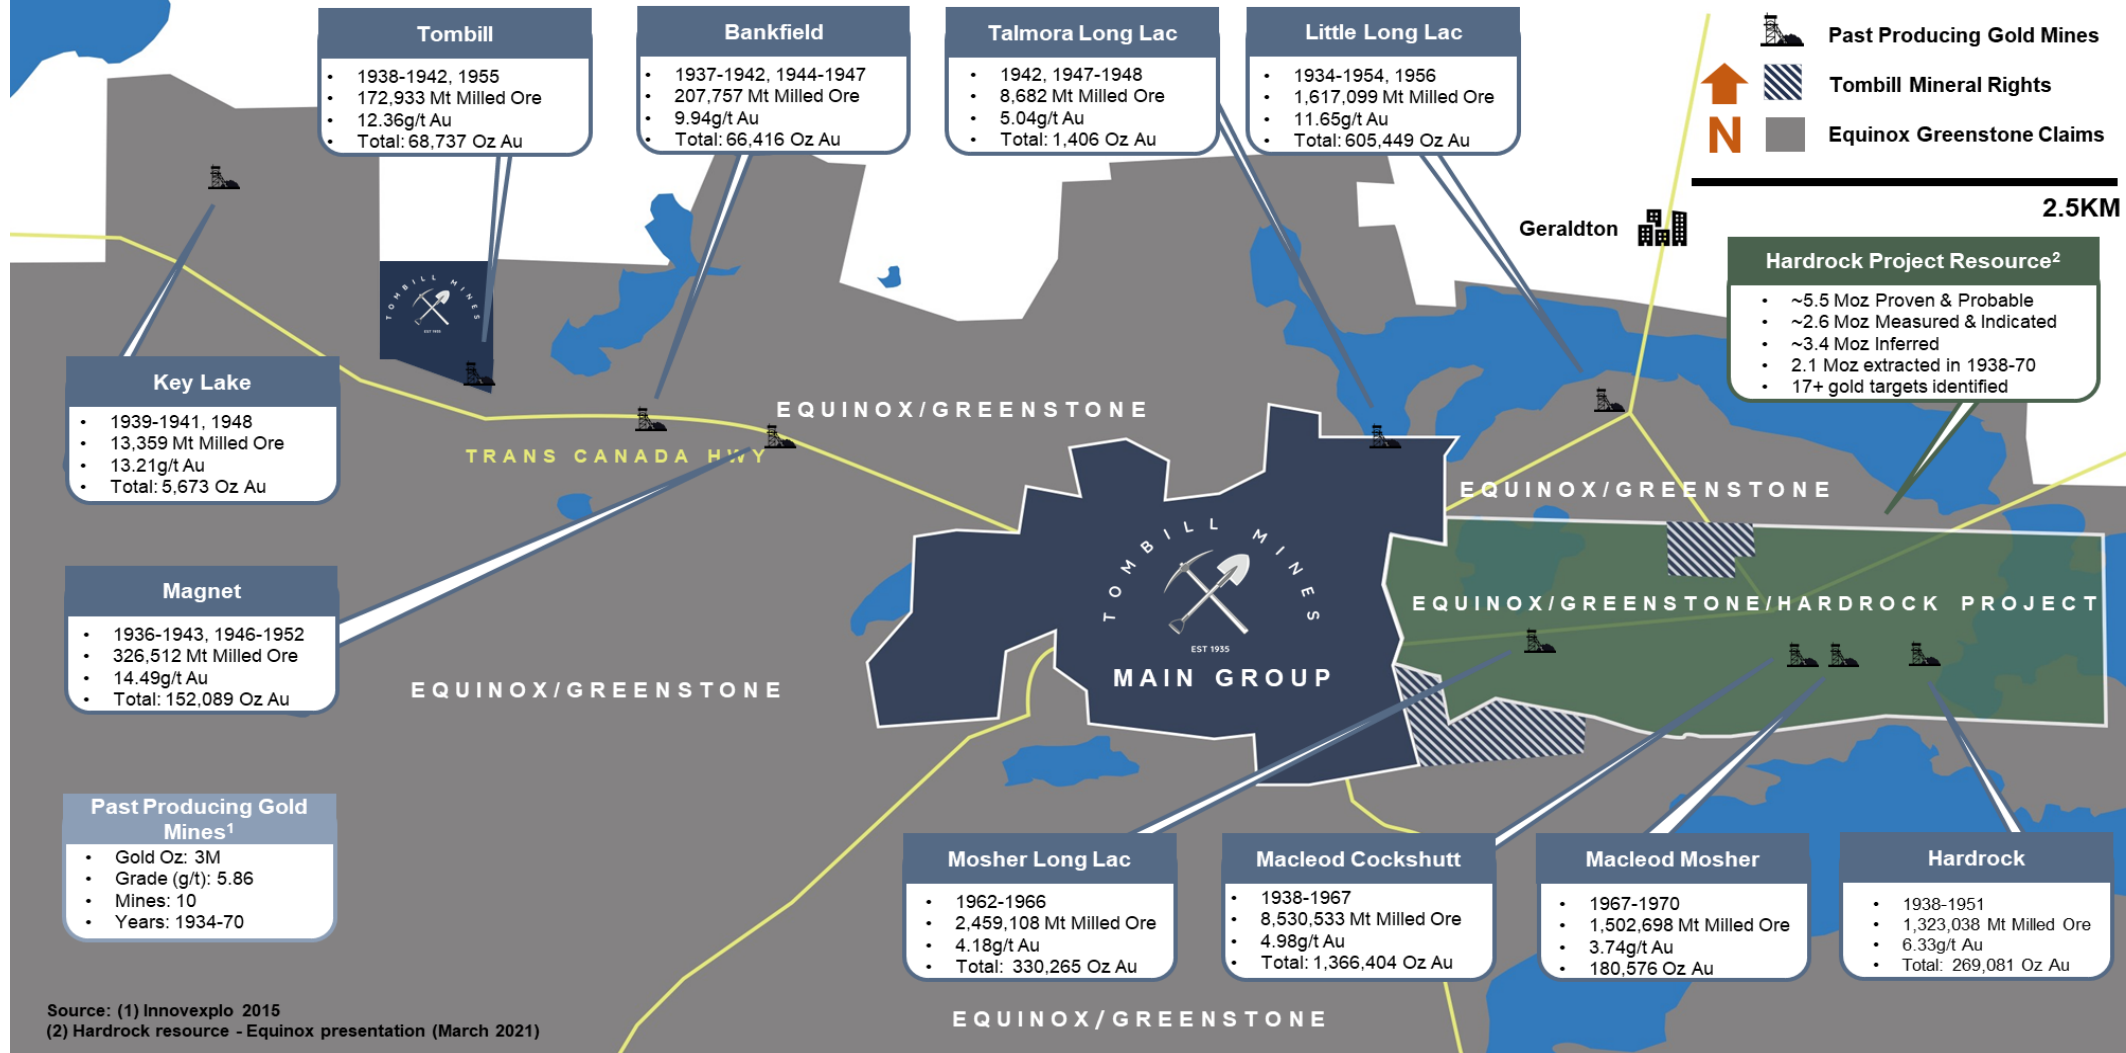 Tombill
• 1938-1942, 1955
• 172,933 Mt Milled Ore
• 12.36g/t Au
• Total: 68,737 Oz Au
Bankfield
• 1937-1942, 1944-1947
• 207,757 Mt Milled Ore
• 9.94g/t Au
• Total: 66,416 Oz Au
Talmora Long Lac
• 1942, 1947-1948
• 8,682 Mt Milled Ore
• 5.04g/t Au
• Total: 1,406 Oz Au
Little Long Lac
• 1934-1954, 1956
• 1,617,099 Mt Milled Ore
• 11.65g/t Au
• Total: 605,449 Oz Au
Past Producing Gold Mines
Tombill Mineral Rights
N
Equinox Greenstone Claims
2.5KM
Geraldton
Hardrock Project Resource²
• ~5.5 Moz Proven & Probable
• ~2.6 Moz Measured & Indicated
• ~3.4 Moz Inferred
• 2.1 Moz extracted in 1938-70
• 17+ gold targets identified
TOMBILL MINES
EST 1935
Key Lake
• 1939-1941, 1948
• 13,359 Mt Milled Ore
• 13.21g/t Au
• Total: 5,673 Oz Au
EQUINOX/GREENSTONE
TRANS CANADA HWY
EQUINOX/GREENSTONE
Magnet
• 1936-1943, 1946-1952
• 326,512 Mt Milled Ore
• 14.49g/t Au
• Total: 152,089 Oz Au
TOMBILL MINES
EST 1935
MAIN GROUP
EQUINOX/GREENSTONE/HARDROCK PROJECT
EQUINOX/GREENSTONE
Past Producing Gold
Mines¹
• Gold Oz: 3M
• Grade (g/t): 5.86
• Mines: 10
• Years: 1934-70
Mosher Long Lac
• 1962-1966
• 2,459,108 Mt Milled Ore
• 4.18g/t Au
• Total: 330,265 Oz Au
Macleod Cockshutt
• 1938-1967
• 8,530,533 Mt Milled Ore
• 4.98g/t Au
• Total: 1,366,404 Oz Au
Macleod Mosher
• 1967-1970
• 1,502,698 Mt Milled Ore
• 3.74g/t Au
• 180,576 Oz Au
Hardrock
• 1938-1951
• 1,323,038 Mt Milled Ore
• 6.33g/t Au
• Total: 269,081 Oz Au
Source: (1) Innovexplo 2015
(2) Hardrock resource - Equinox presentation (March 2021)
EQUINOX/GREENSTONE